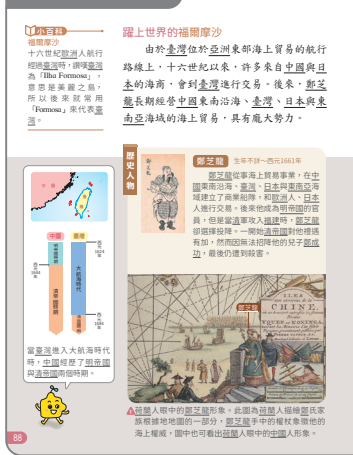 小百科
福爾摩沙
十六世紀歐洲人航行
經過臺灣時,讚嘆臺灣
為「Ilha Formosa」,
意思是美麗之島,
所以後來就常用
「Formosa」來代表臺
灣。
躍上世界的福爾摩沙
由於臺灣位於亞洲東部海上貿易的航
行路線上,十六世紀以來,許多來自中國與日
本的海商,會到臺灣進行交易。後來,鄭芝
龍長期經營中國東南沿海、臺灣、日本與東
南亞海域的海上貿易,具有龐大勢力。
歷史人物
鄭芝龍 生年不詳~西元1661年
鄭芝龍從事海上貿易事業,在中
國東南沿海、臺灣、日本與東南亞海
域建立了商業船隊,和歐洲人、日本
人進行交易。後來他成為明帝國的官
員,但是當清軍攻入福建時,鄭芝龍
卻選擇投降。一開始清帝國對他禮遇
有加,然而因無法招降他的兒子鄭成
功,最後仍遭到殺害。
中國
臺灣
明帝國時期
大航海時代
西元1644年
清帝國時期
當臺灣進入大航海時代
時,中國經歷了明帝國
與清帝國兩個時期。
鄭芝龍
CHINE,
荷蘭人眼中的鄭芝龍形象。此圖為荷蘭人描繪鄭氏家
族根據地地圖的一部分,鄭芝龍手中的權杖象徵他的
海上權威,圖中也可看出荷蘭人眼中的中國人形象。
88